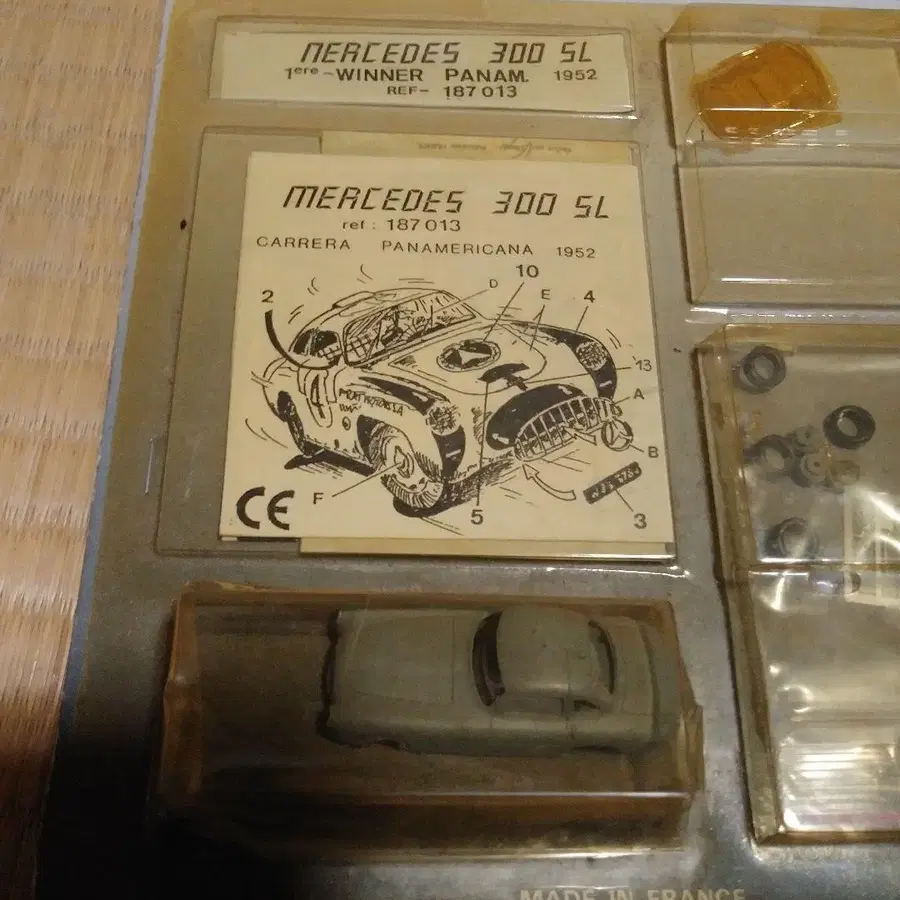 MERCEDES 300 SL
1ere - WINNER PANAM. 1952
REF- 187 013
MERCEDES 300 SL
ref : 187 013
CARRERA PANAMERICANA 1952
10
D
E
4
2
13
A
B
F
5
3
CE
MADE IN FRANCE